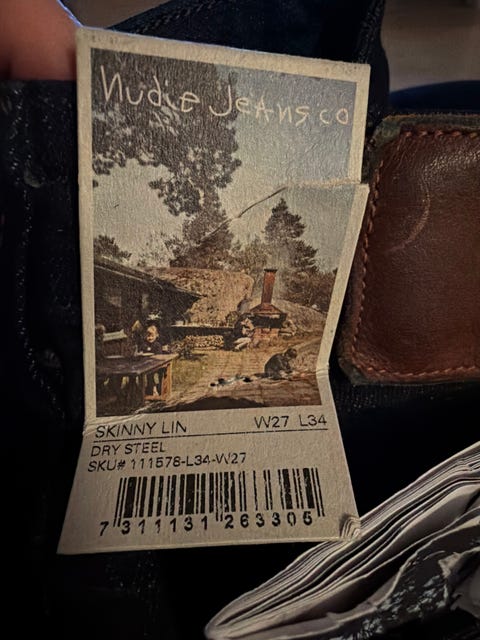 Nudie Jeans co
SKINNY LIN W27 L34
DRY STEEL
SKU# 111578-L34-W27
7 311131 263305